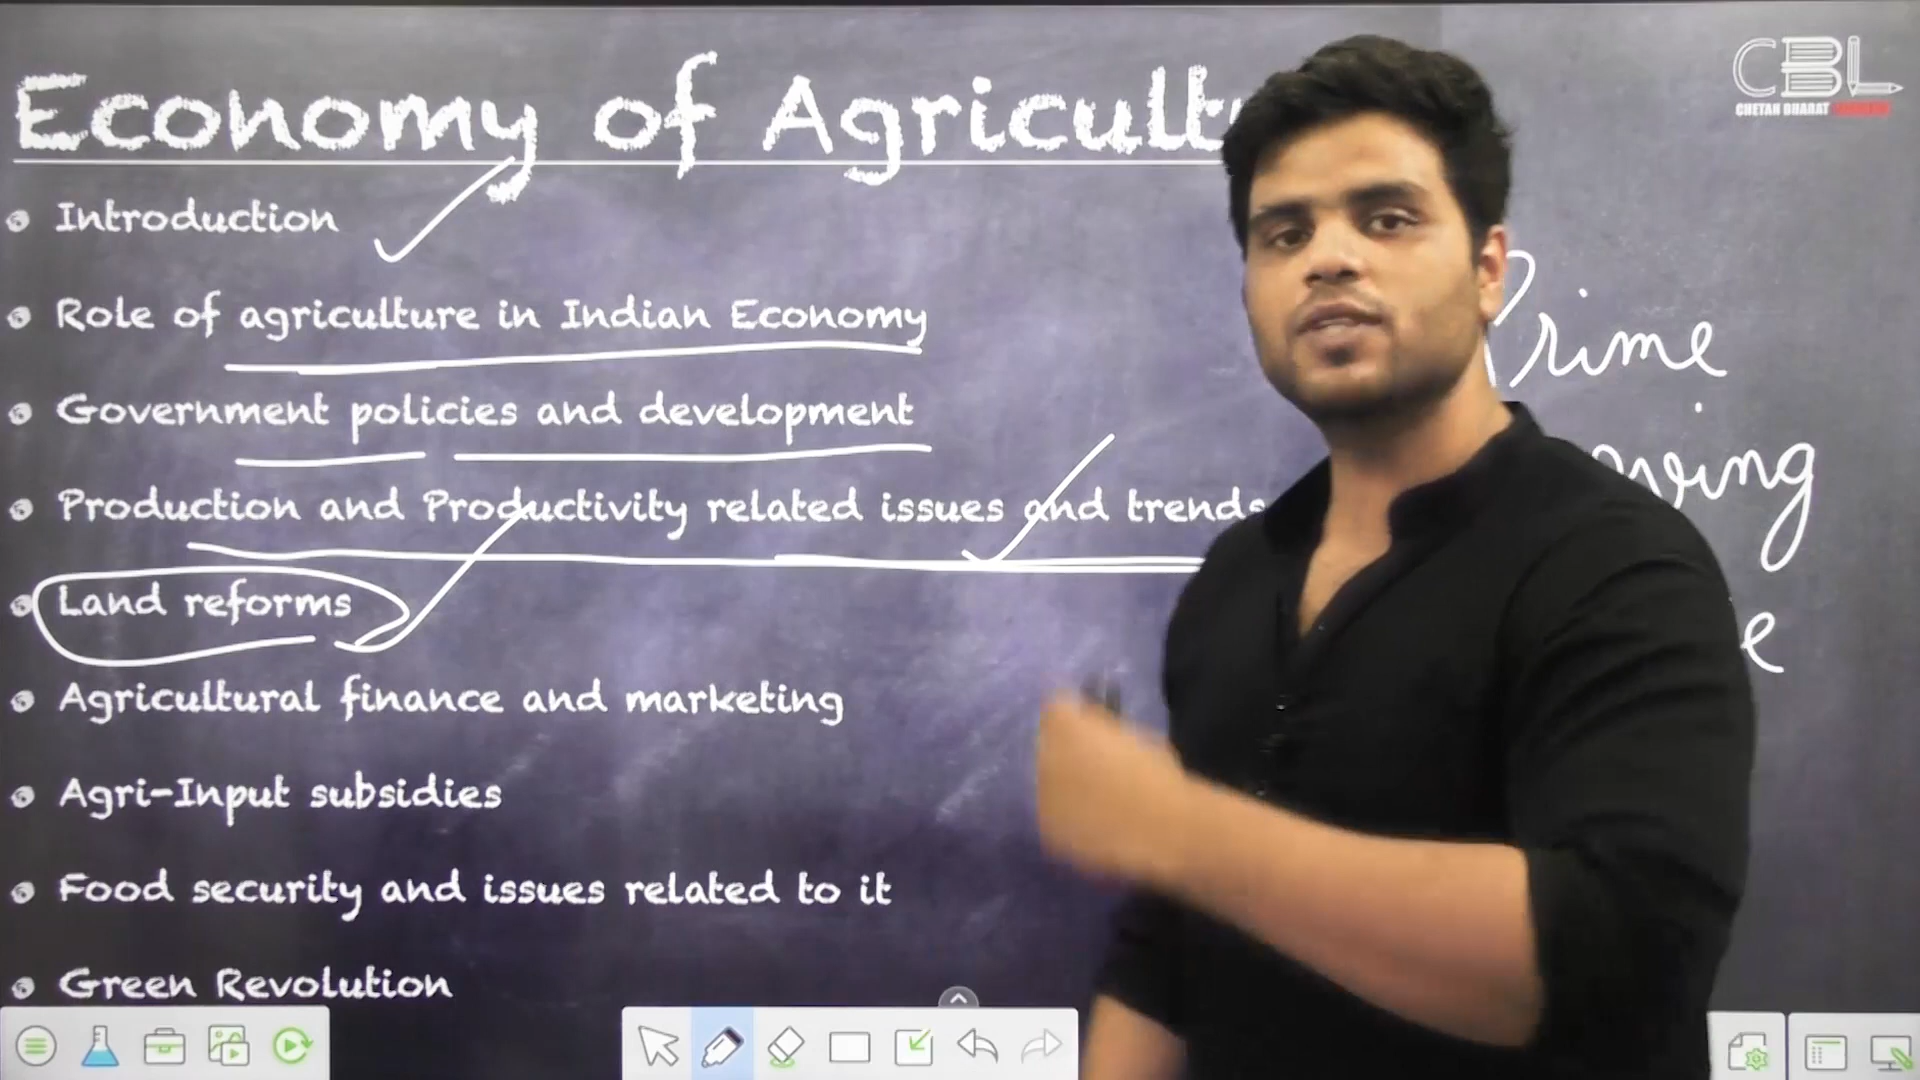 Economy of Agricult
CBL
CHETAN BHARAT LEARNING
Introduction
Role of agriculture in Indian Economy
Government policies and development
Production and Productivity related issues and trends
Land reforms
Agricultural finance and marketing
Agri-Input subsidies
Food security and issues related to it
Green Revolution
Prime